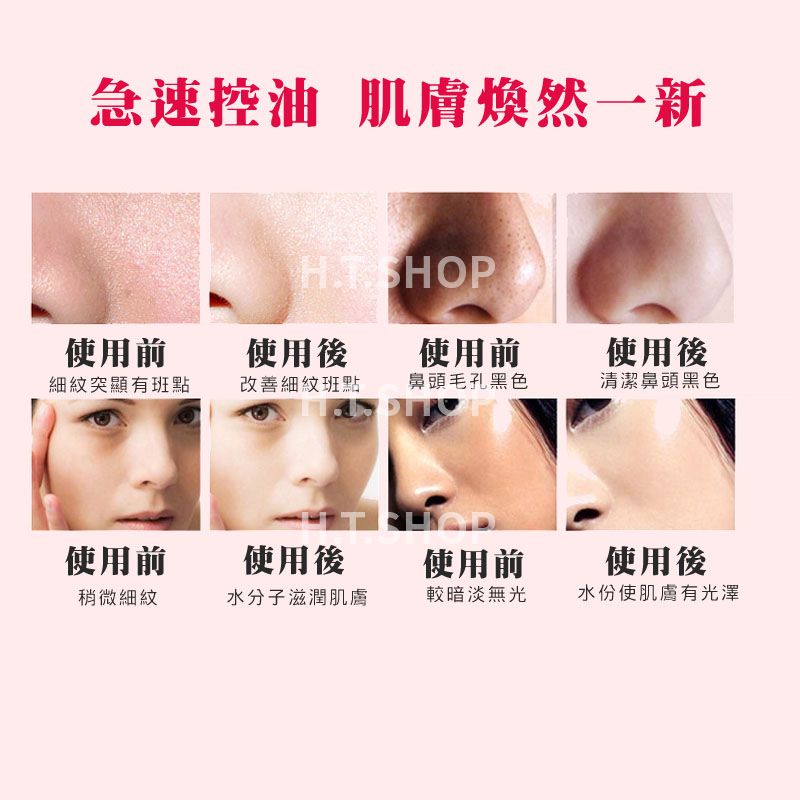 急速控油 肌膚煥然一新
H.T.SHOP
使用前 使用後 使用前 使用後
細紋突顯有班點 改善細紋班點 鼻頭毛孔黑色 清潔鼻頭黑色
H.T.SHOP
H.T.SHOP
使用前 使用後 使用前 使用後
稍微細紋 水分子滋潤肌膚 較暗淡無光 水份使肌膚有光澤